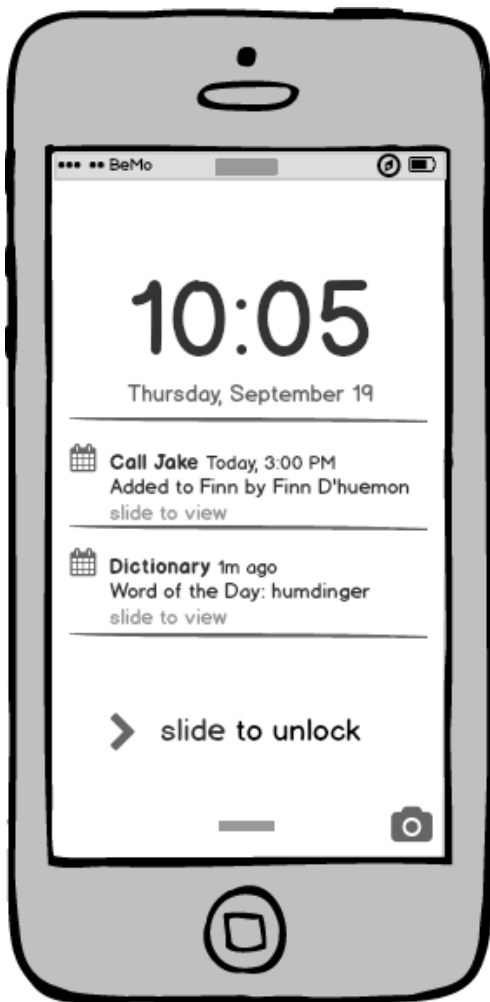 BeMo
10:05
Thursday, September 19
Call Jake Today, 3:00 PM
Added to Finn by Finn D'huemon
slide to view
Dictionary 1m ago
Word of the Day: humdinger
slide to view
slide to unlock